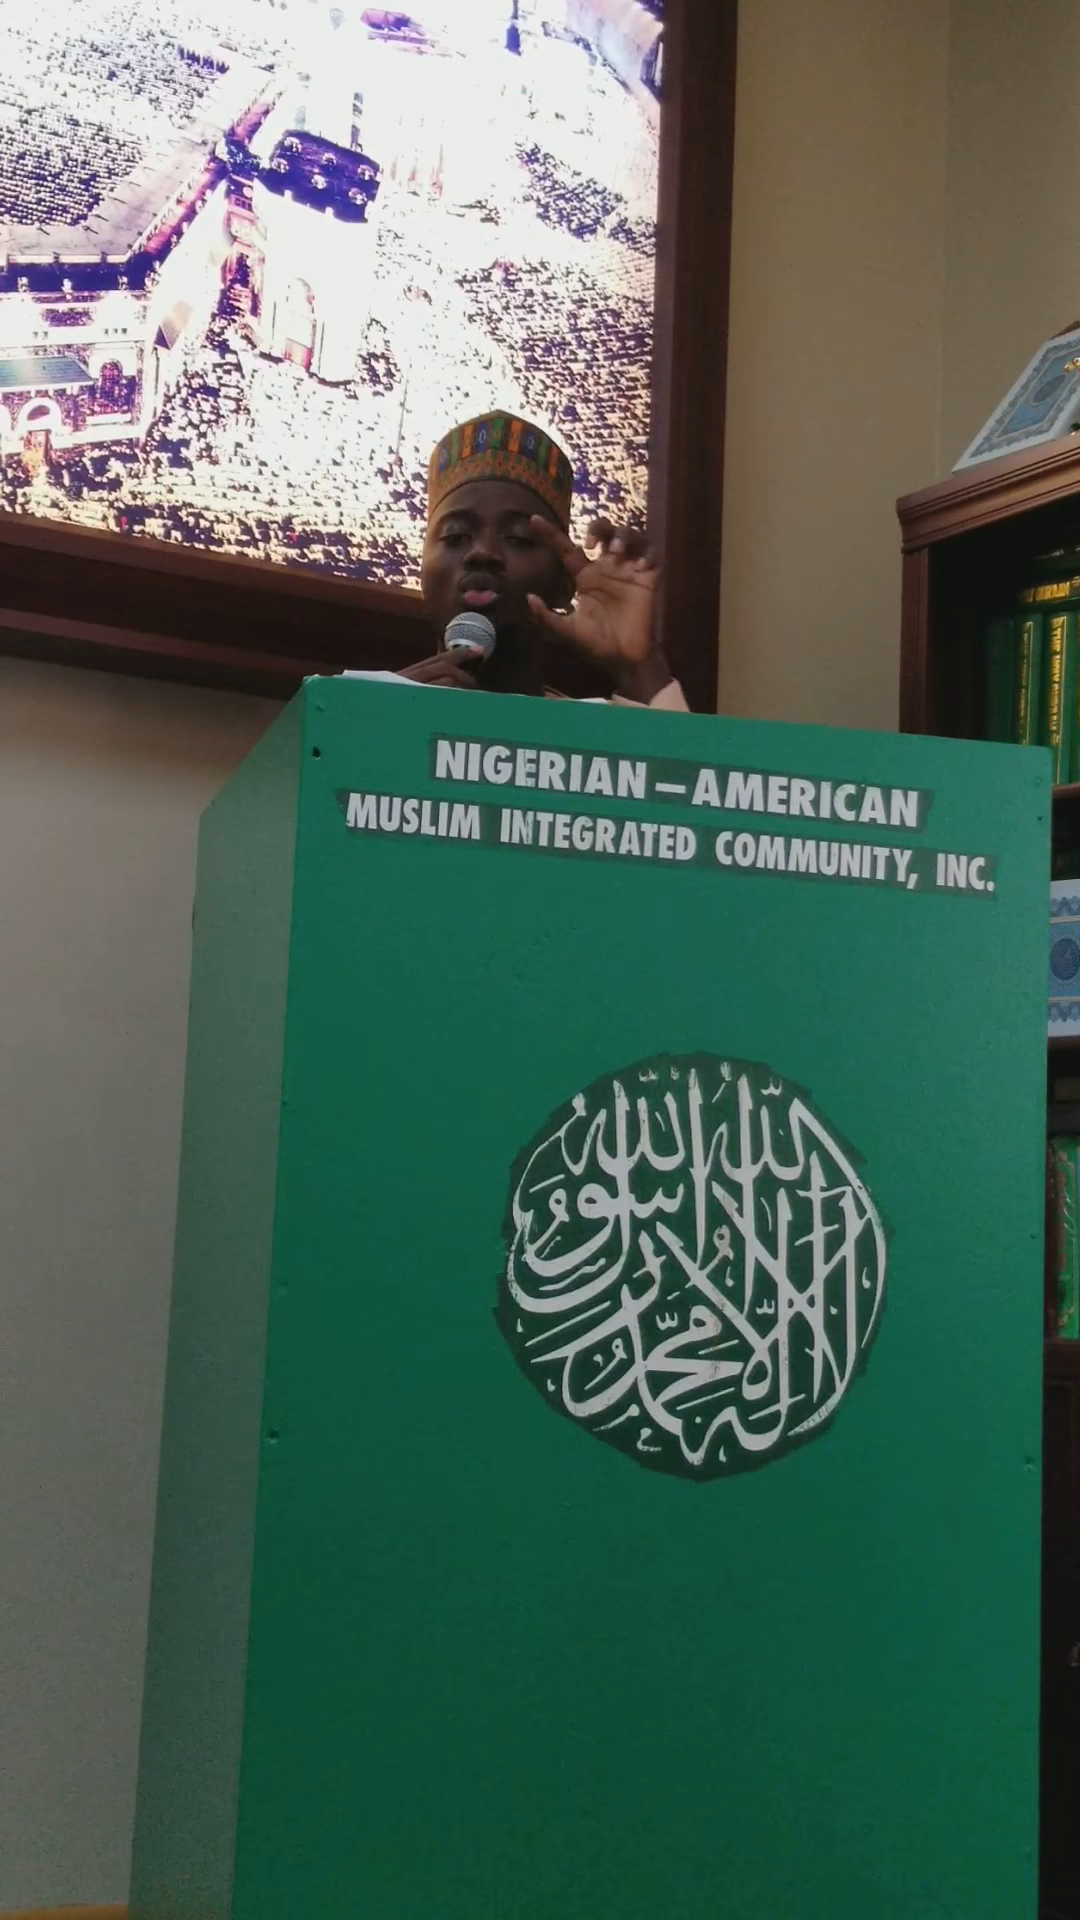 NIGERIAN—AMERICAN
MUSLIM INTEGRATED COMMUNITY, INC.
لا إله إلا الله محمد رسول الله